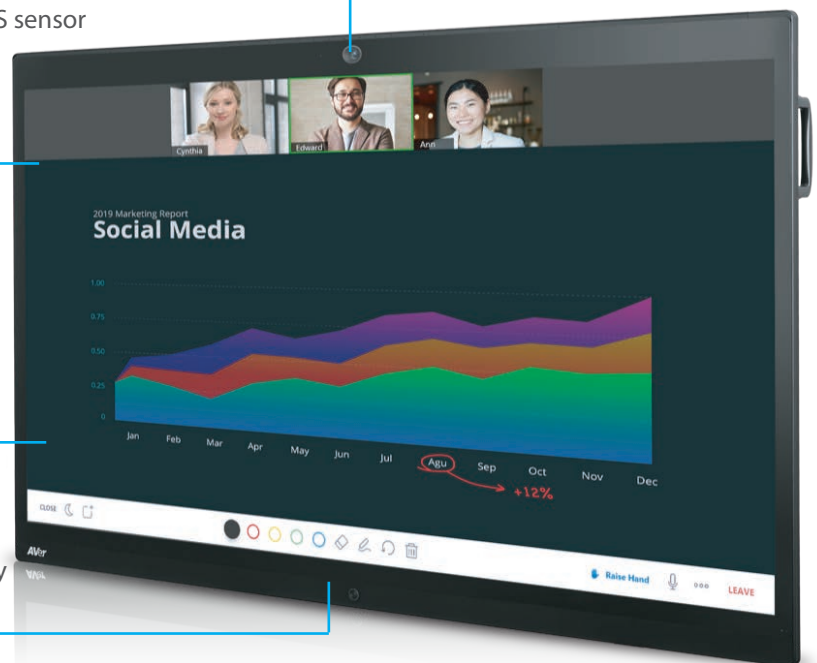 S sensor
Cynthia
Edward
Ann
2019 Marketing Report
Social Media
1.00
0.75
0.50
0.25
0
Jan Feb Mar Apr May Jun Jul Agu Sep Oct Nov Dec
+12%
CLOSE
Raise Hand
LEAVE
AVer
y